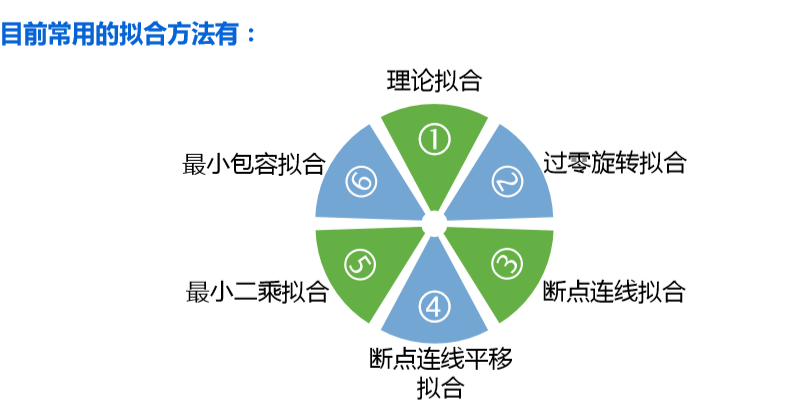 目前常用的拟合方法有：
理论拟合
①
最小包容拟合
过零旋转拟合
⑥
②
⑤
③
最小二乘拟合
断点连线拟合
④
断点连线平移
拟合